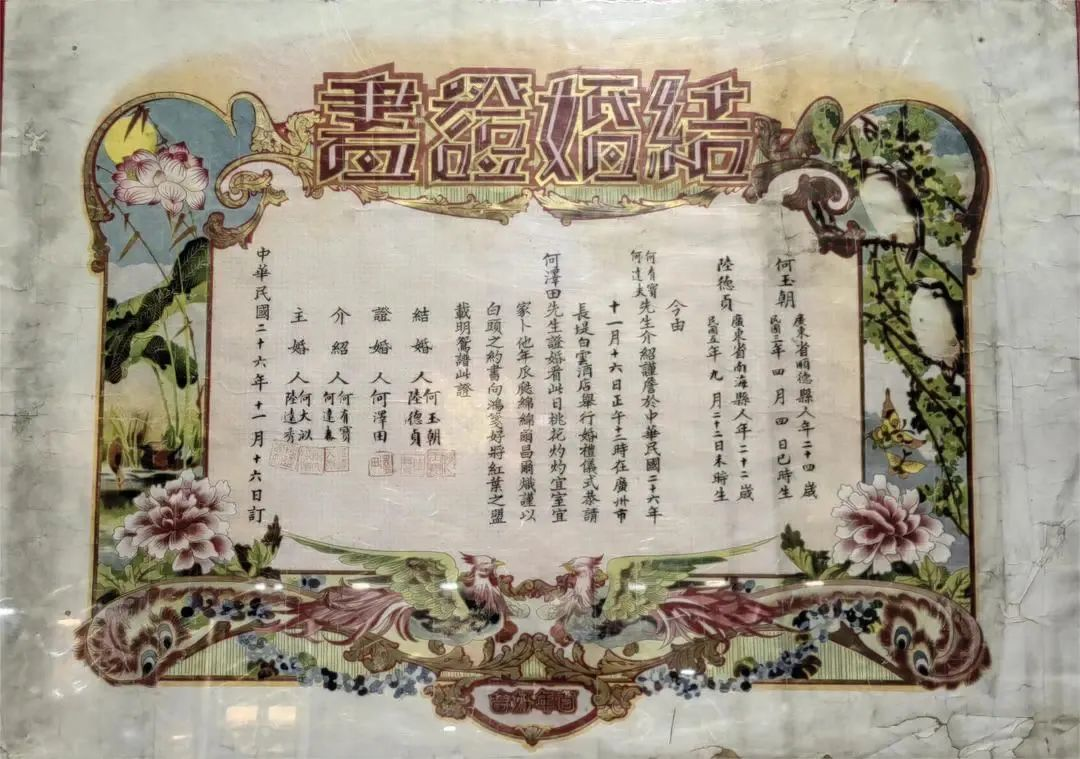 結婚證書
何玉朝 廣東省順德縣人年二十四歲
民國三年 四月 四日巳時生
陸德貞 廣東省南海縣人年二十二歲
民國五年 九月二十二日未時生
今由
何有寶
何達夫 先生介紹謹詹於中華民國二十六年
十一月十六日正午十二時在廣州市
長堤白雲酒店舉行婚禮儀式恭請
何澤田先生證婚看此日桃花灼灼宜室宜
家卜他年瓜瓞綿綿爾昌爾熾謹以
白頭之約書向鴻箋好將紅葉之盟
載明鴛譜此證
結婚人 何玉朝
陸德貞
證婚人 何澤田
介紹人 何有寶
何達
主婚人 何大
陸遠秀
中華民國二十六年十一月十六日訂
百年好合